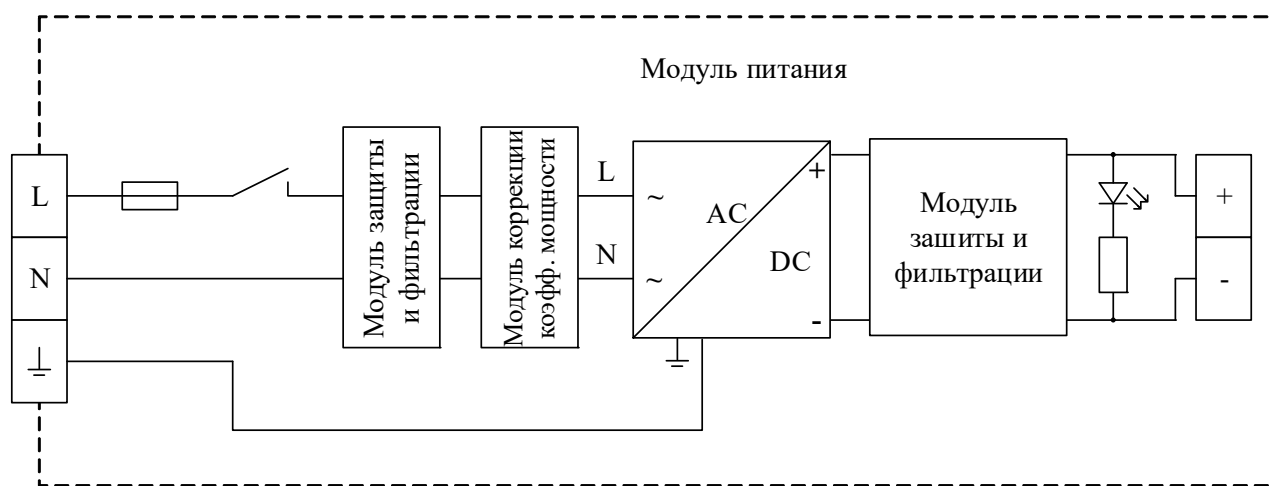 Модуль питания
L
N
Модуль защиты
и фильтрации
Модуль коррекции
коэфф. мощности
L
N
~
~
AC
DC
+
-
Модуль
зашиты и
фильтрации
+
-